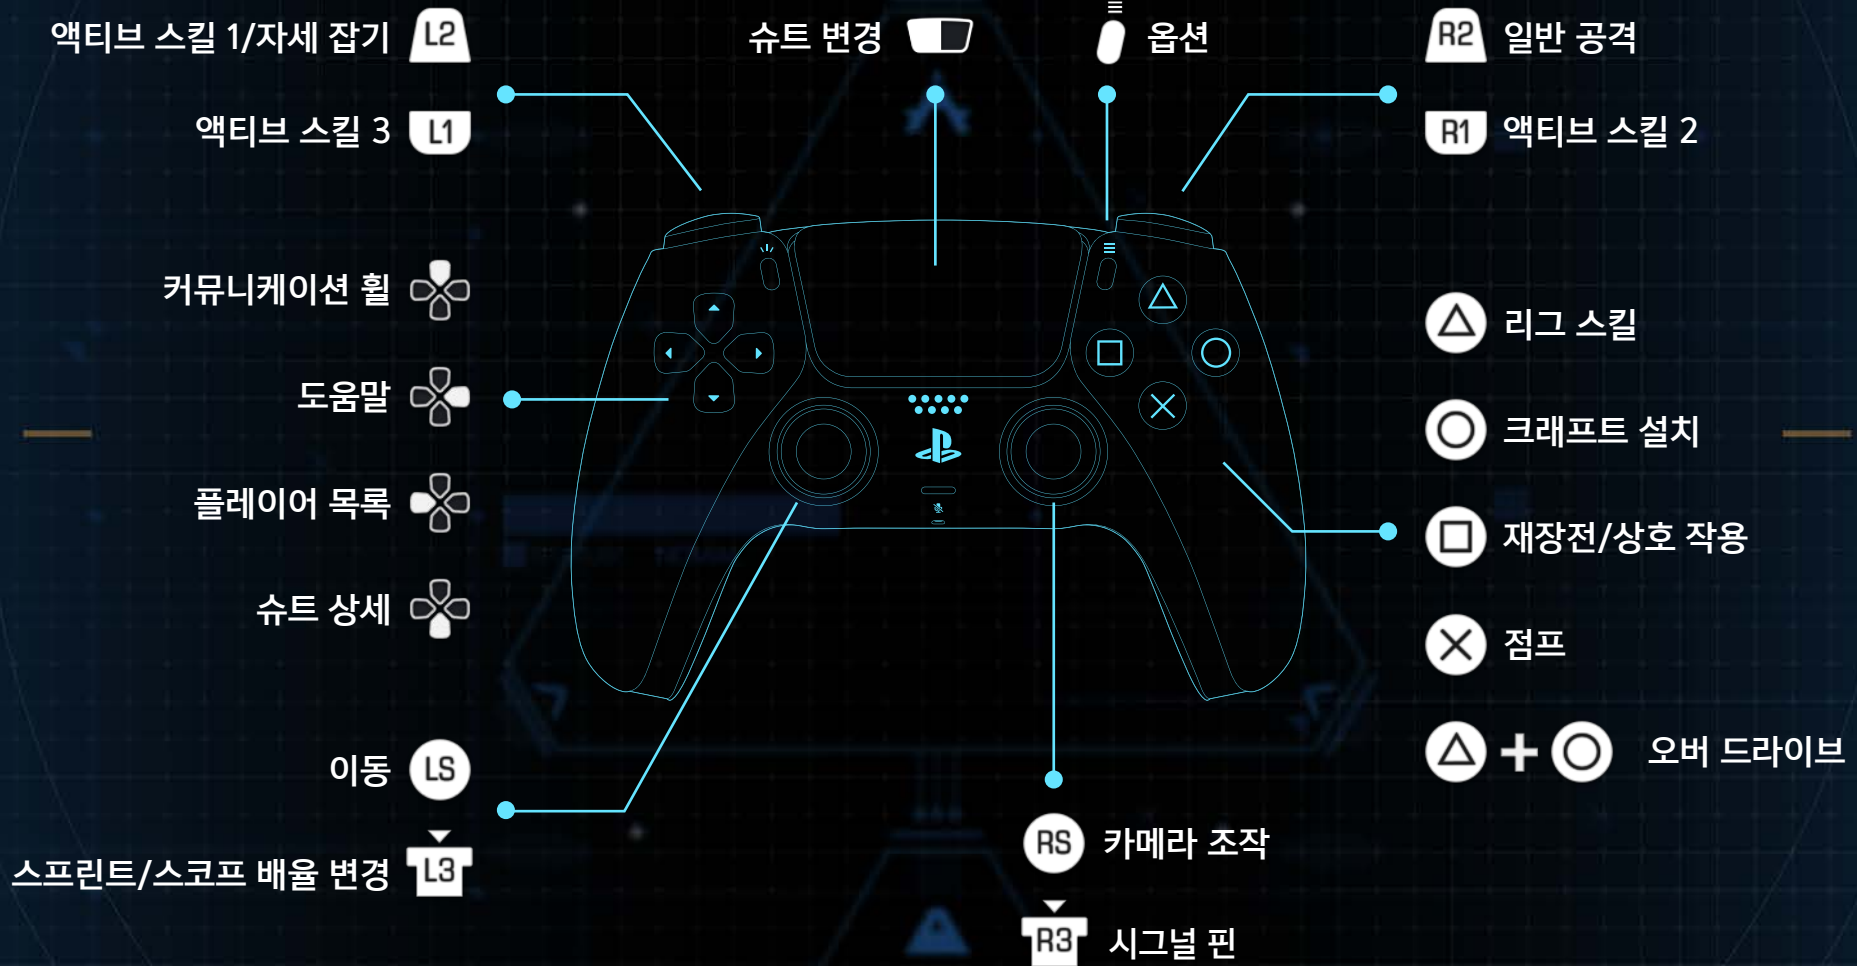 액티브 스킬 1/자세 잡기 L2
슈트 변경
옵션
R2 일반 공격
액티브 스킬 3 L1
R1 액티브 스킬 2
커뮤니케이션 휠
리그 스킬
도움말
크래프트 설치
플레이어 목록
재장전/상호 작용
슈트 상세
점프
오버 드라이브
이동 LS
RS 카메라 조작
스프린트/스코프 배율 변경 L3
R3 시그널 핀